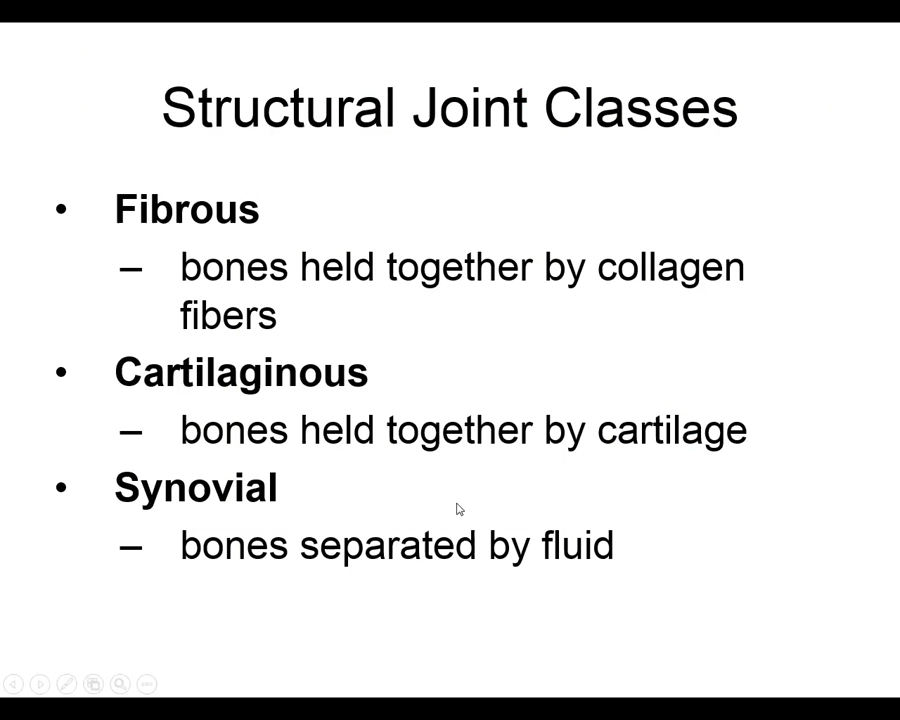 Structural Joint Classes
• Fibrous
– bones held together by collagen
fibers
• Cartilaginous
– bones held together by cartilage
• Synovial
– bones separated by fluid